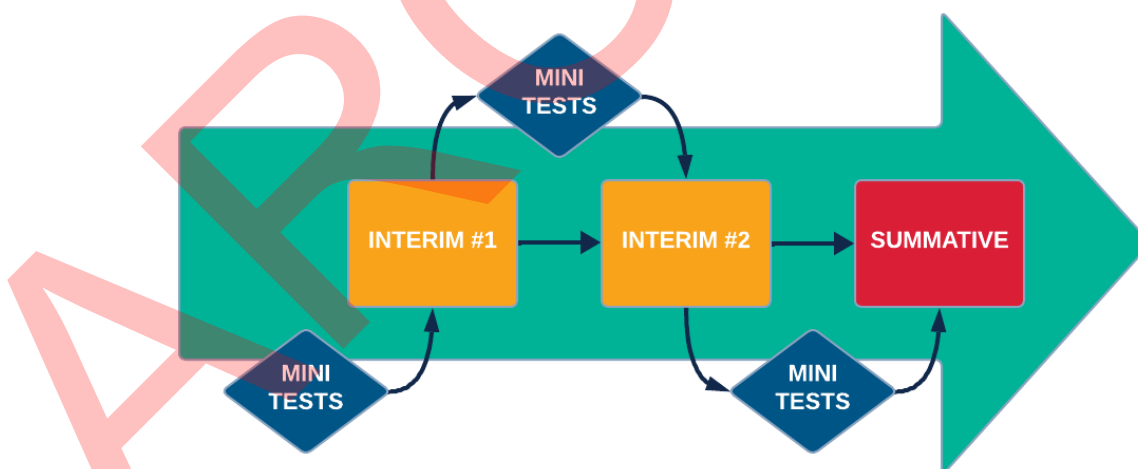 MINI
TESTS
INTERIM #1
INTERIM #2
SUMMATIVE
MINI
TESTS
MINI
TESTS